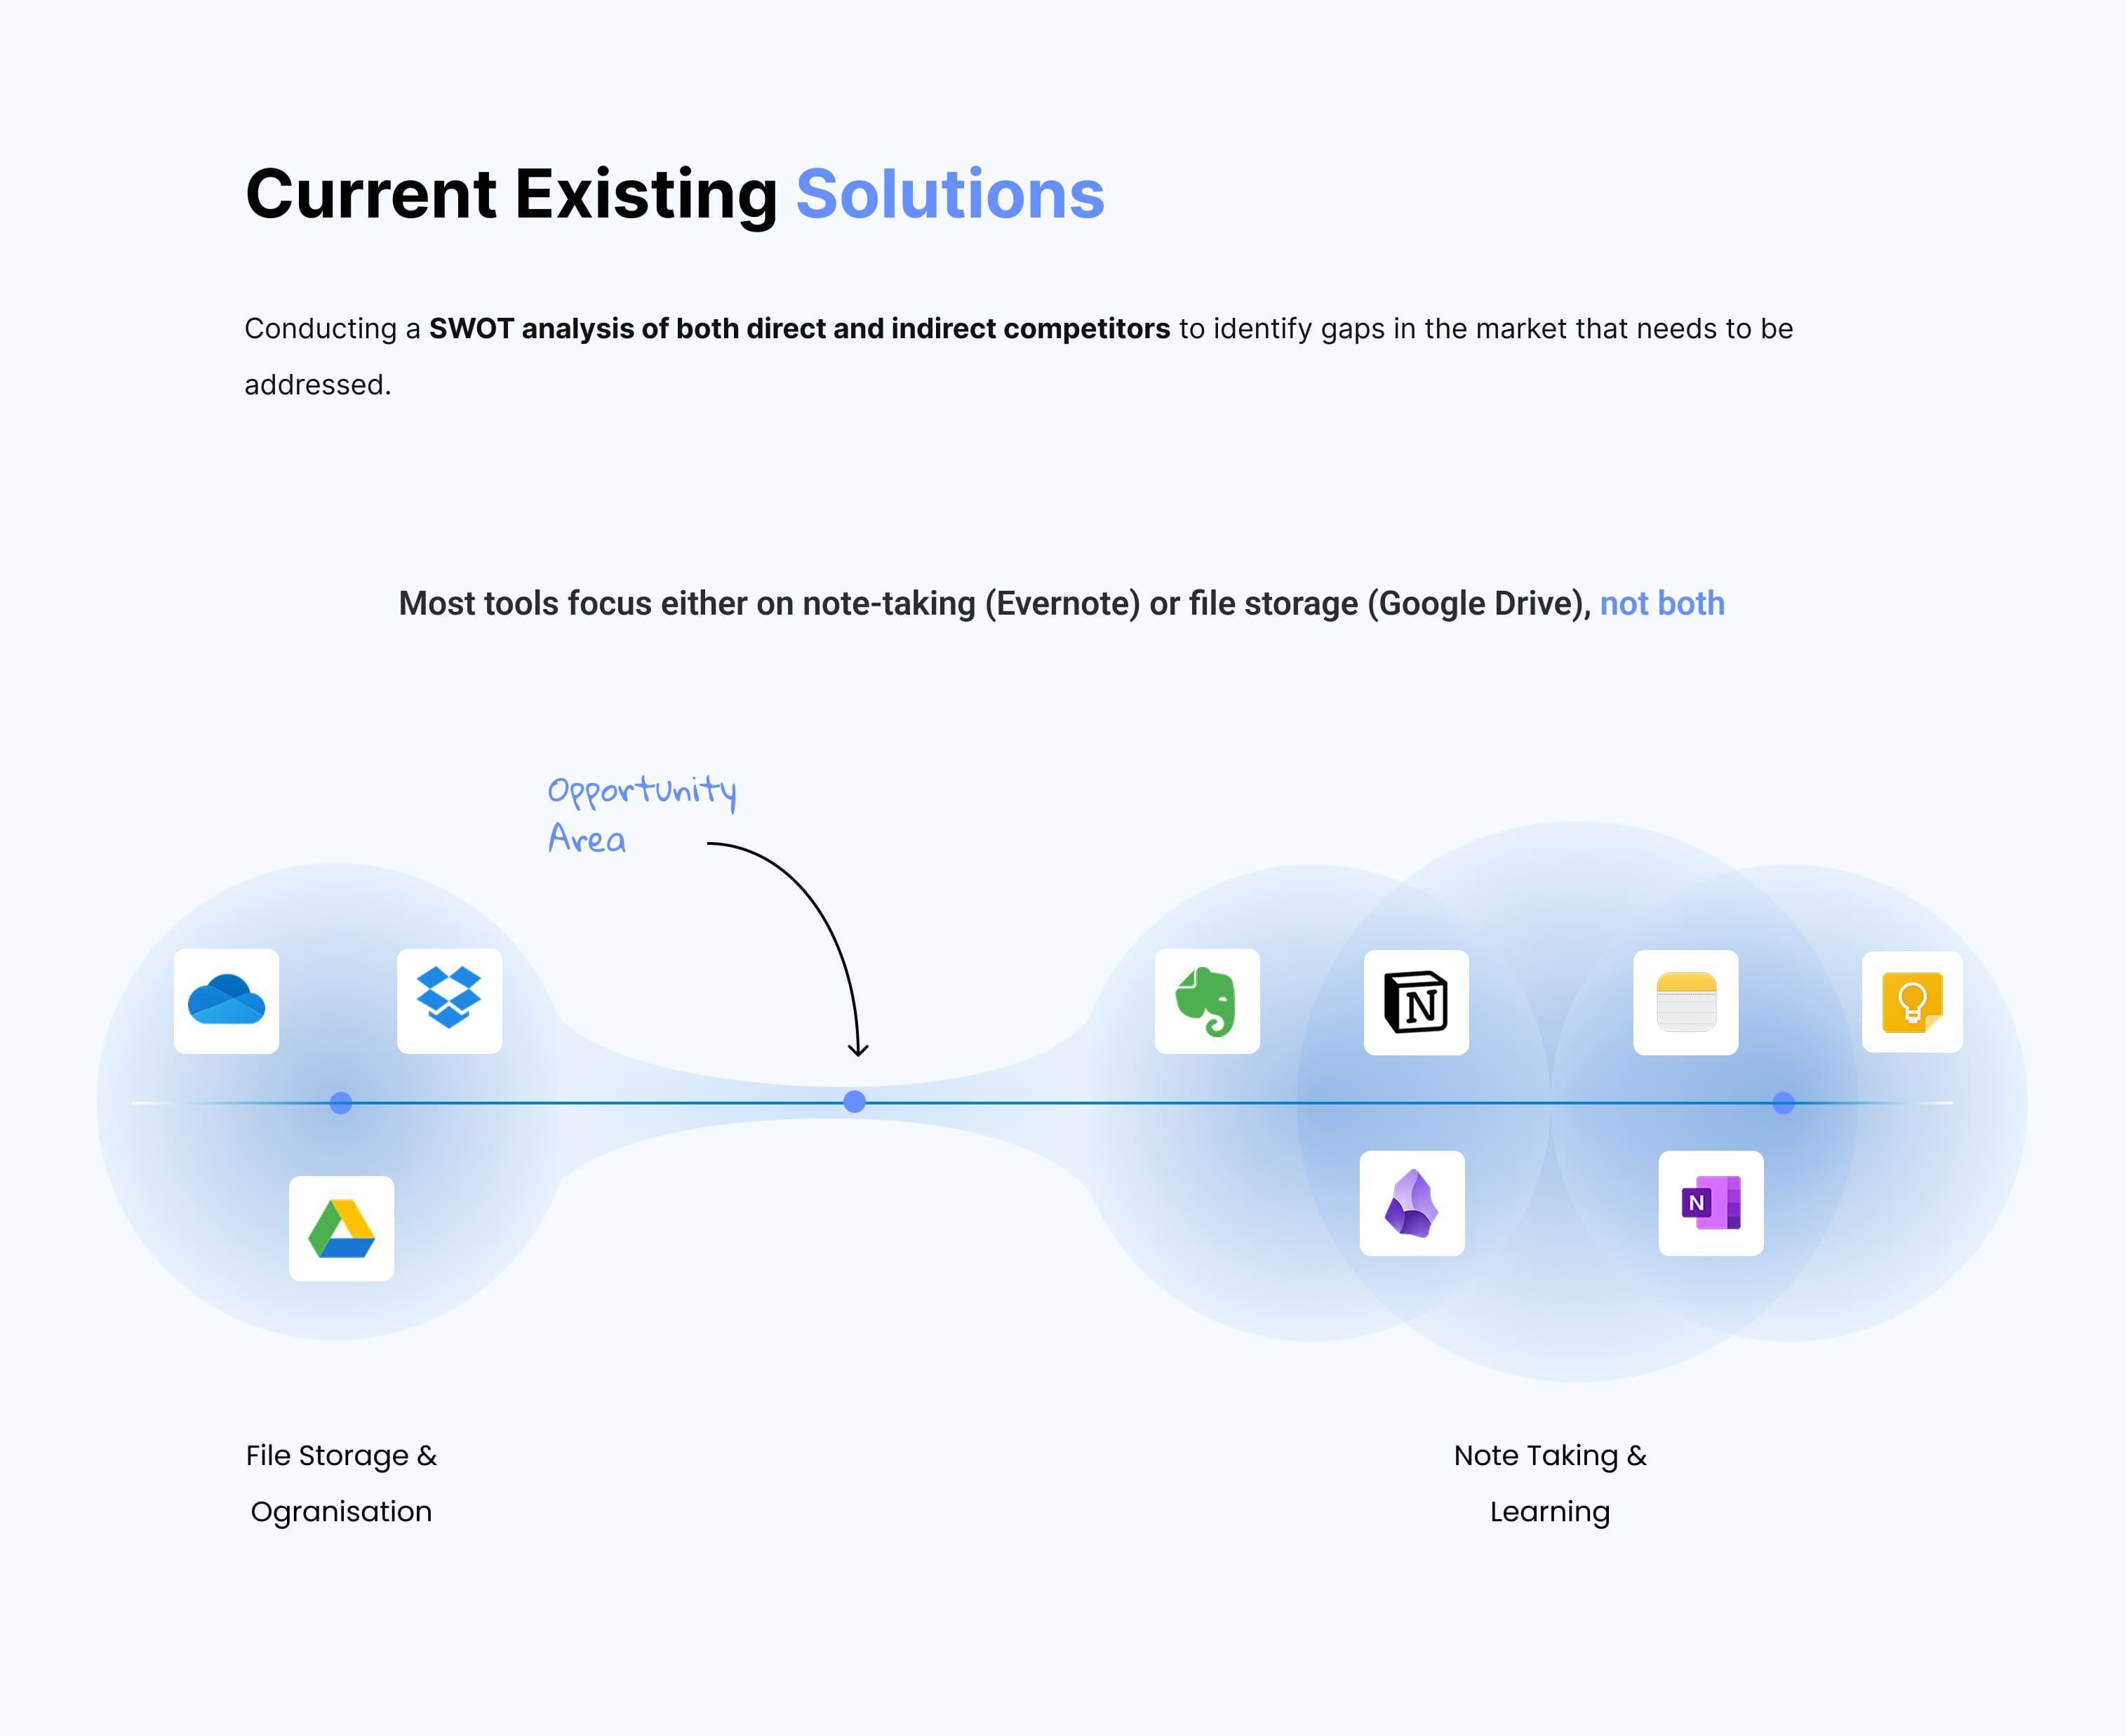 Current Existing Solutions
Conducting a SWOT analysis of both direct and indirect competitors to identify gaps in the market that needs to be
addressed.
Most tools focus either on note-taking (Evernote) or file storage (Google Drive), not both
Opportunity
Area
N
N
File Storage &
Ogranisation
Note Taking &
Learning